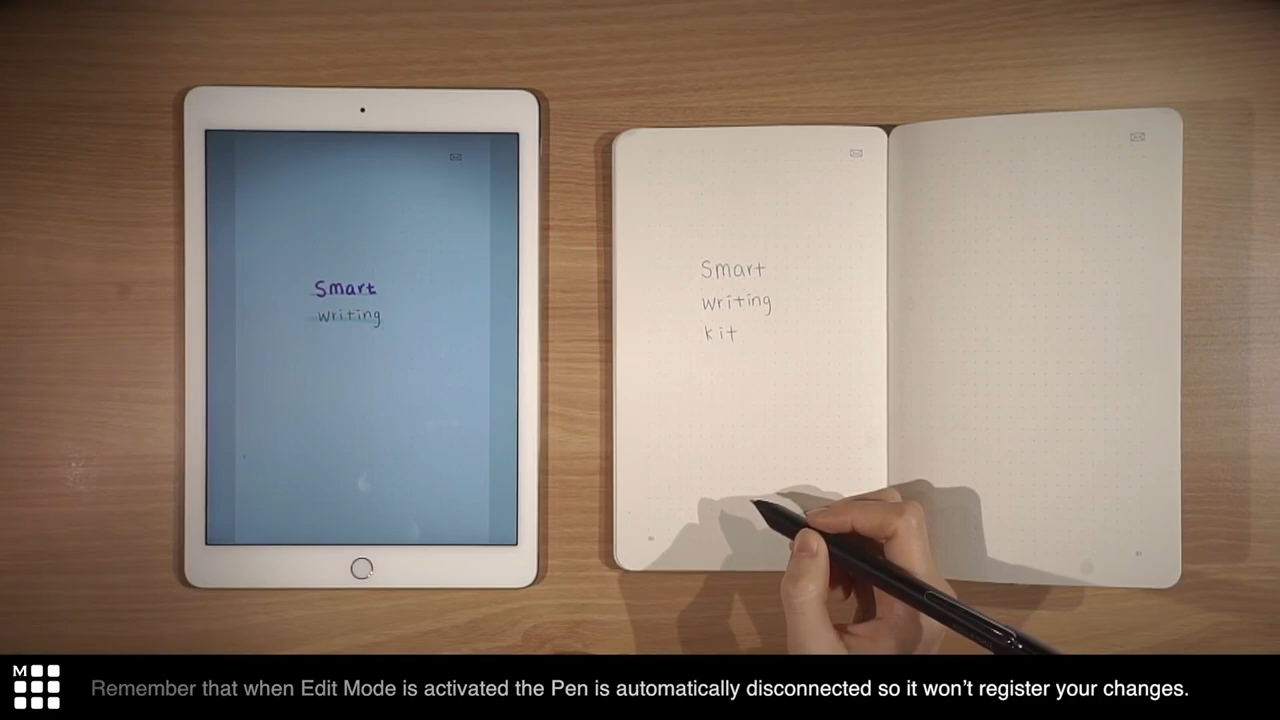 Smart
writing
Smart
writing
kit
M
Remember that when Edit Mode is activated the Pen is automatically disconnected so it won't register your changes.